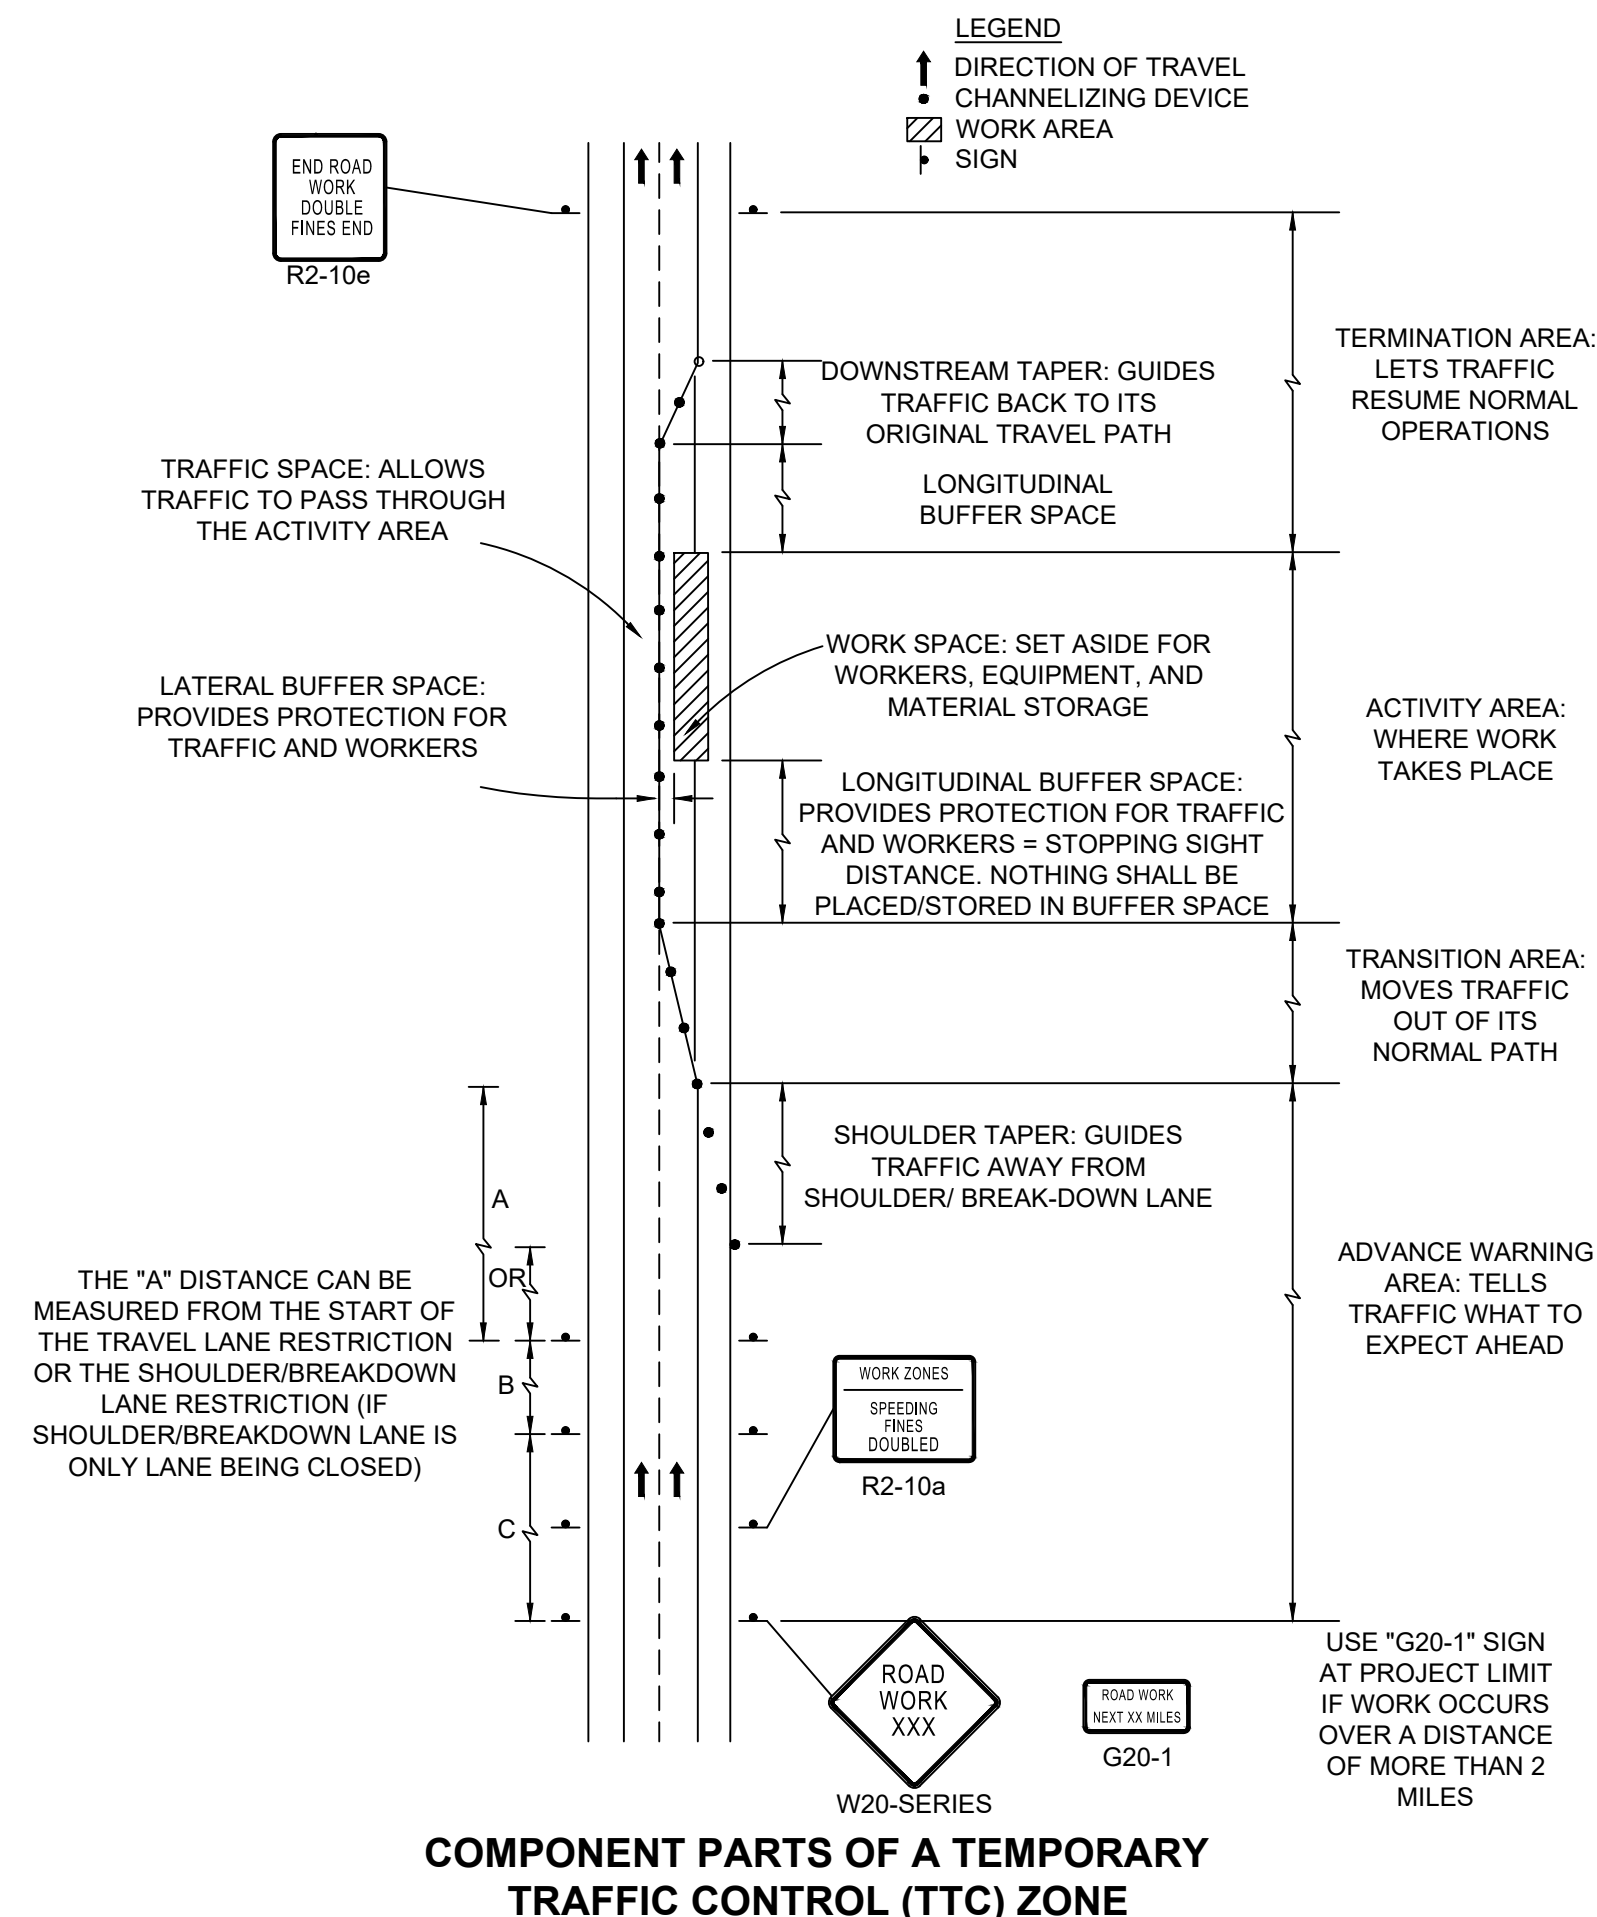 LEGEND
DIRECTION OF TRAVEL
CHANNELIZING DEVICE
WORK AREA
SIGN
END ROAD
WORK
DOUBLE
FINES END
R2-10e
TERMINATION AREA:
LETS TRAFFIC
RESUME NORMAL
OPERATIONS
DOWNSTREAM TAPER: GUIDES
TRAFFIC BACK TO ITS
ORIGINAL TRAVEL PATH
TRAFFIC SPACE: ALLOWS
TRAFFIC TO PASS THROUGH
THE ACTIVITY AREA
LONGITUDINAL
BUFFER SPACE
WORK SPACE: SET ASIDE FOR
WORKERS, EQUIPMENT, AND
MATERIAL STORAGE
LATERAL BUFFER SPACE:
PROVIDES PROTECTION FOR
TRAFFIC AND WORKERS
ACTIVITY AREA:
WHERE WORK
TAKES PLACE
LONGITUDINAL BUFFER SPACE:
PROVIDES PROTECTION FOR TRAFFIC
AND WORKERS = STOPPING SIGHT
DISTANCE. NOTHING SHALL BE
PLACED/STORED IN BUFFER SPACE
TRANSITION AREA:
MOVES TRAFFIC
OUT OF ITS
NORMAL PATH
SHOULDER TAPER: GUIDES
TRAFFIC AWAY FROM
SHOULDER/ BREAK-DOWN LANE
A
OR
B
C
THE "A" DISTANCE CAN BE
MEASURED FROM THE START OF
THE TRAVEL LANE RESTRICTION
OR THE SHOULDER/BREAKDOWN
LANE RESTRICTION (IF
SHOULDER/BREAKDOWN LANE IS
ONLY LANE BEING CLOSED)
ADVANCE WARNING
AREA: TELLS
TRAFFIC WHAT TO
EXPECT AHEAD
WORK ZONES
SPEEDING
FINES
DOUBLED
R2-10a
ROAD
WORK
XXX
W20-SERIES
ROAD WORK
NEXT XX MILES
G20-1
USE "G20-1" SIGN
AT PROJECT LIMIT
IF WORK OCCURS
OVER A DISTANCE
OF MORE THAN 2
MILES
COMPONENT PARTS OF A TEMPORARY
TRAFFIC CONTROL (TTC) ZONE